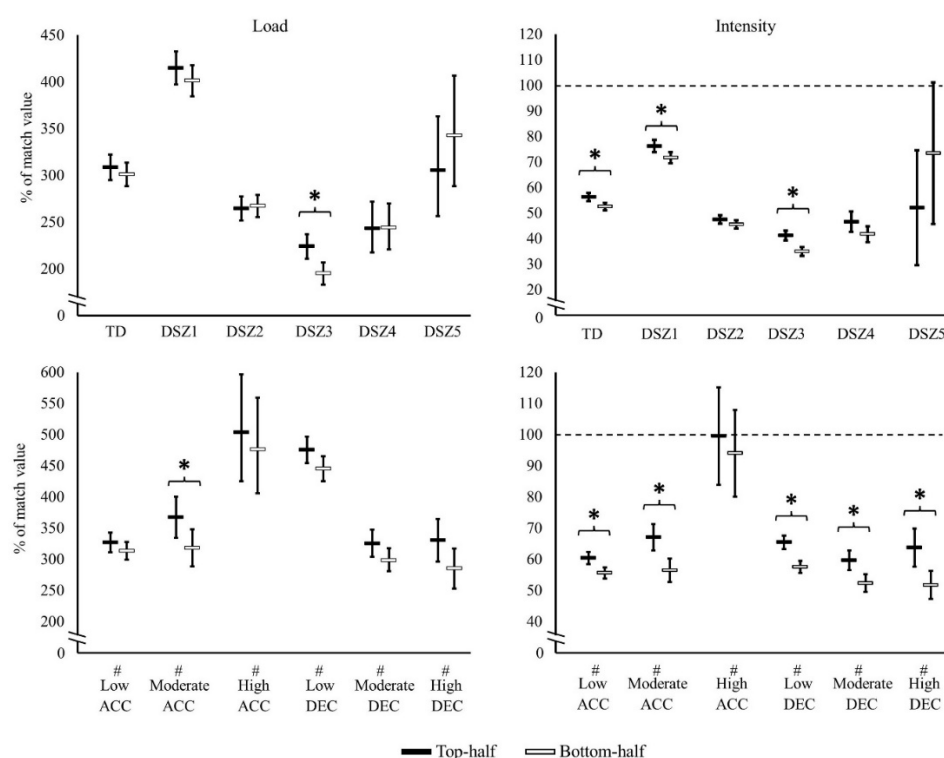 Load
% of match value
450
400
350
300
250
200
0
*
TD DSZ1 DSZ2 DSZ3 DSZ4 DSZ5
Intensity
120
110
100
90
80
70
60
50
40
30
20
0
* * *
TD DSZ1 DSZ2 DSZ3 DSZ4 DSZ5
% of match value
600
500
450
400
350
300
250
200
0
*
# # # # # #
Low Moderate High Low Moderate High
ACC ACC ACC DEC DEC DEC
120
100
80
70
60
50
40
0
* * * * *
# # # # # #
Low Moderate High Low Moderate High
ACC ACC ACC DEC DEC DEC
Top-half Bottom-half